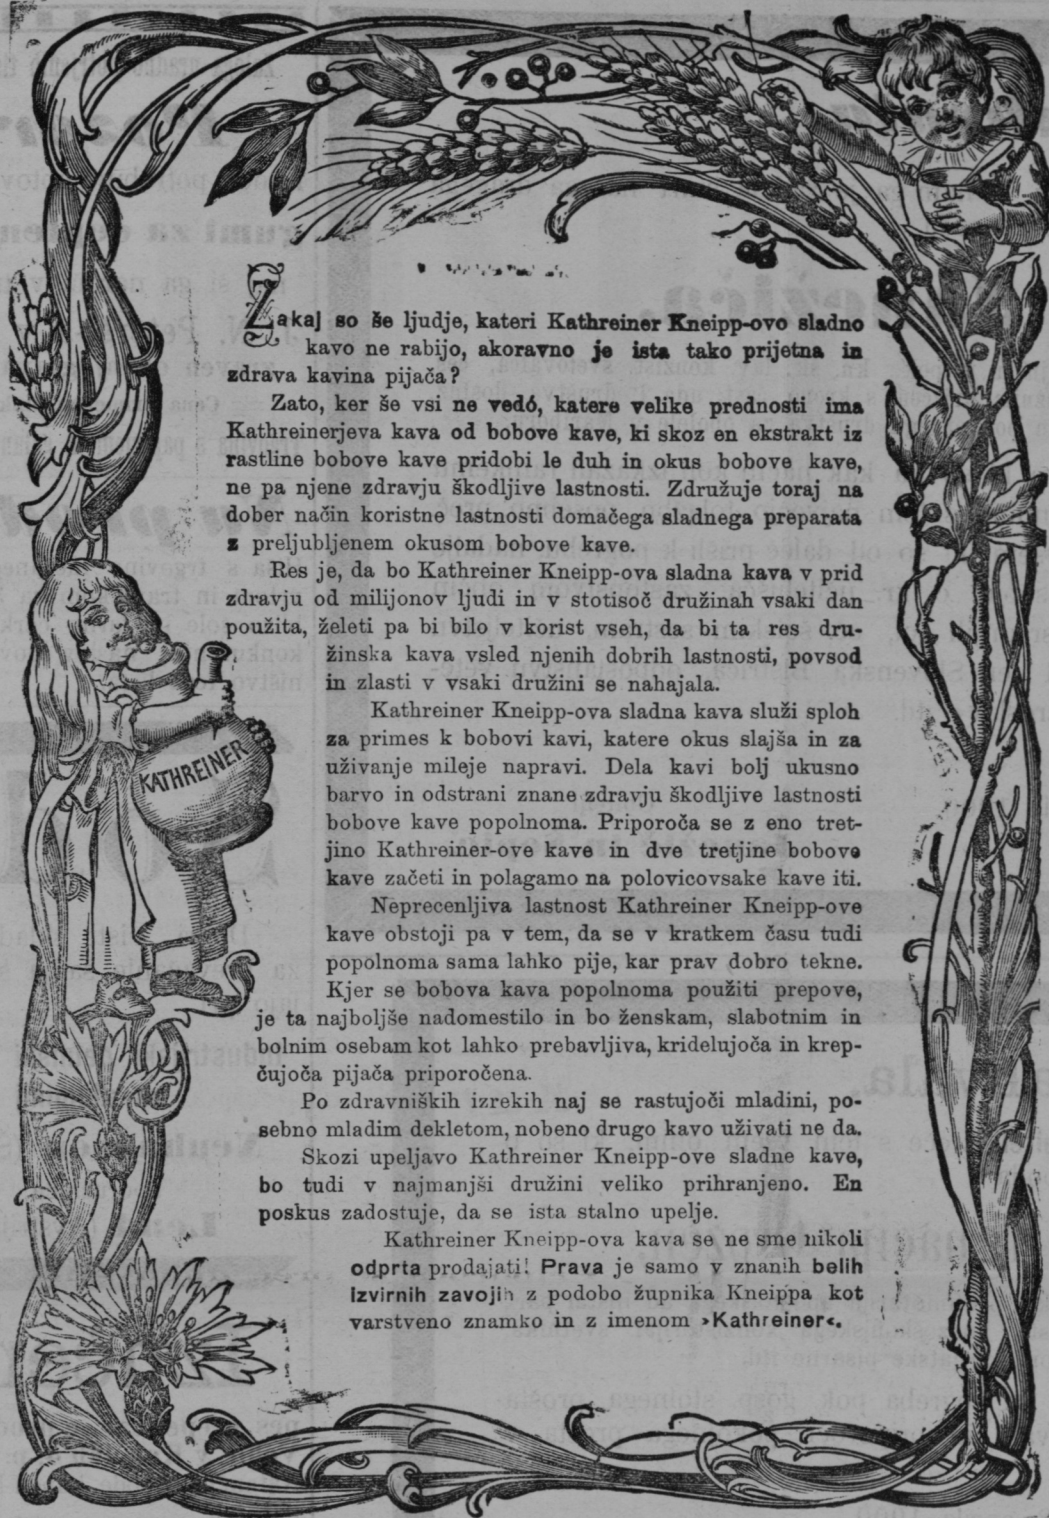 Zakaj so še ljudje, kateri Kathreiner Kneipp-ovo sladno
kavo ne rabijo, akoravno je ista tako prijetna in
zdrava kavina pijača?
Zato, ker še vsi ne vedó, katere velike prednosti ima
Kathreinerjeva kava od bobove kave, ki skoz en ekstrakt iz
rastline bobove kave pridobi le duh in okus bobove kave,
ne pa njene zdravju škodljive lastnosti. Združuje toraj na
dober način koristne lastnosti domačega sladnega preparata
z preljubljenem okusom bobove kave.
Res je, da bo Kathreiner Kneipp-ova sladna kava v prid
zdravju od milijonov ljudi in v stotisoč družinah vsaki dan
použita, želeti pa bi bilo v korist vseh, da bi ta res dru-
žinska kava vsled njenih dobrih lastnosti, povsod
in zlasti v vsaki družini se nahajala.
Kathreiner Kneipp-ova sladna kava služi sploh
za primes k bobovi kavi, katere okus slajša in za
uživanje mileje napravi. Dela kavi bolj ukusno
barvo in odstrani znane zdravju škodljive lastnosti
bobove kave popolnoma. Priporoča se z eno tret-
jino Kathreiner-ove kave in dve tretjine bobove
kave začeti in polagamo na polovicovsake kave iti.
Neprecenljiva lastnost Kathreiner Kneipp-ove
kave obstoji pa v tem, da se v kratkem času tudi
popolnoma sama lahko pije, kar prav dobro tekne.
Kjer se bobova kava popolnoma použiti prepove,
je ta najboljše nadomestilo in bo ženskam, slabotnim in
bolnim osebam kot lahko prebavljiva, kridelujoča in krep-
čujoča pijača priporočena.
Po zdravniških izrekih naj se rastujoči mladini, po-
sebno mladim dekletom, nobeno drugo kavo uživati ne da.
Skozi upeljavo Kathreiner Kneipp-ove sladne kave,
bo tudi v najmanjši družini veliko prihranjeno. En
poskus zadostuje, da se ista stalno upelje.
Kathreiner Kneipp-ova kava se ne sme nikoli
odprta prodajati! Prava je samo v znanih belih
Izvirnih zavojih z podobo župnika Kneippa kot
varstveno znamko in z imenom ›Kathreiner‹.
KATHREINER